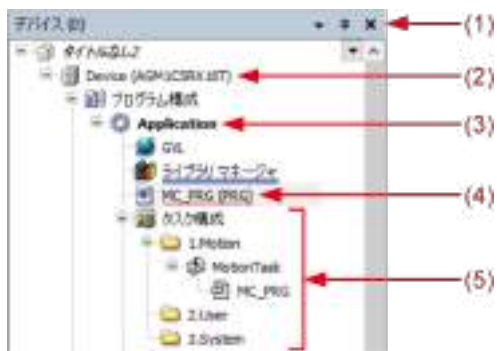 デバイス (D)
(1)
タイトルなし2
Device (AGM1CSRX16T)
(2)
プログラム構成
Application
(3)
GVL
ライブラリ マネージャ
MC_PRG (PRG)
(4)
タスク構成
1.Motion
MotionTask
(5)
MC_PRG
2.User
3.System